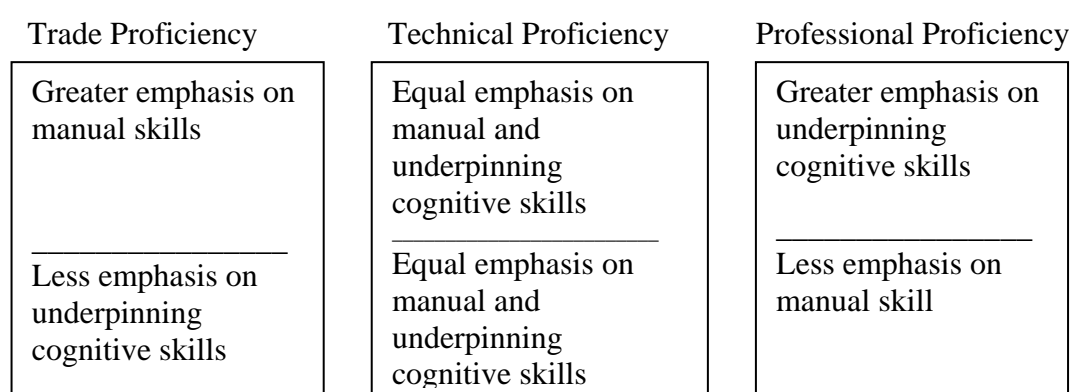 Trade Proficiency
Greater emphasis on
manual skills
Less emphasis on
underpinning
cognitive skills
Technical Proficiency
Equal emphasis on
manual and
underpinning
cognitive skills
Equal emphasis on
manual and
underpinning
cognitive skills
Professional Proficiency
Greater emphasis on
underpinning
cognitive skills
Less emphasis on
manual skill